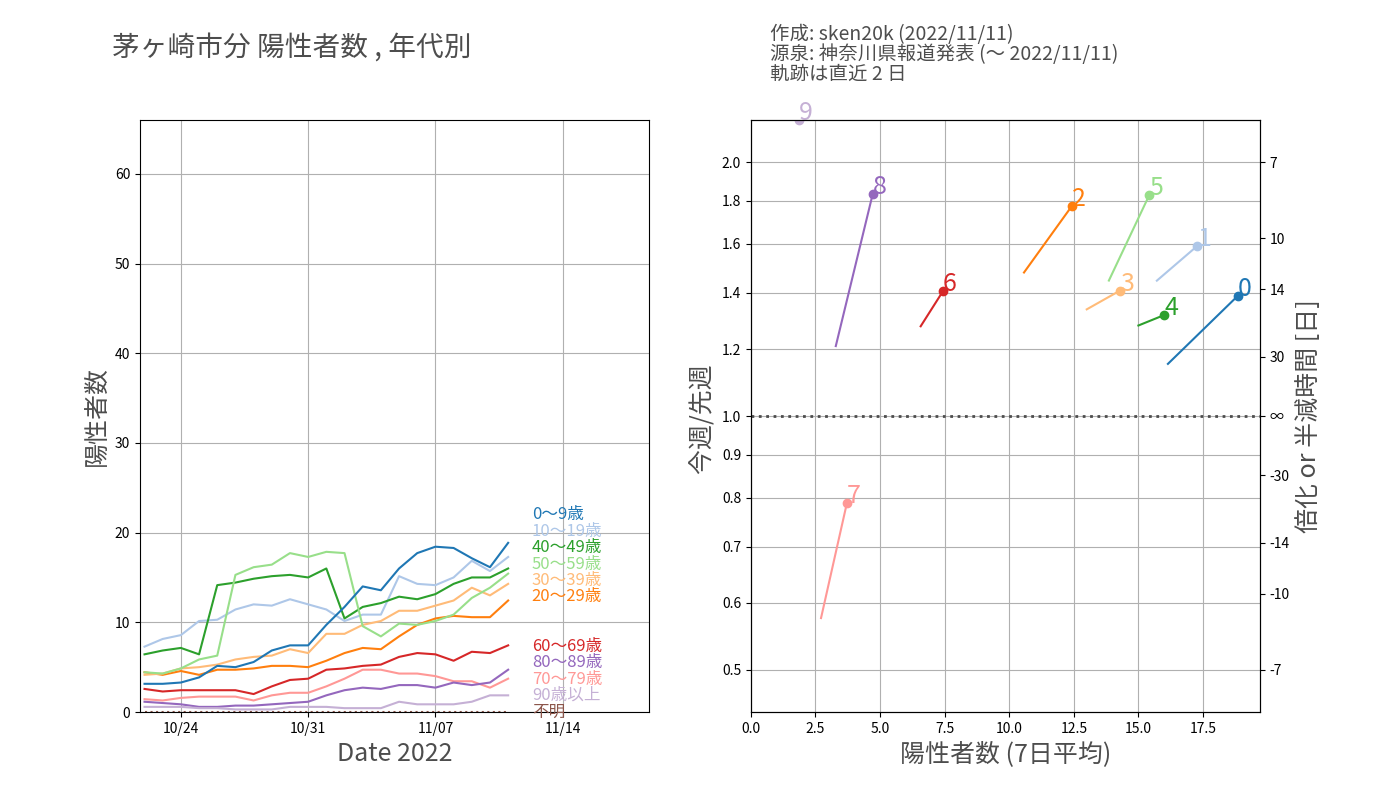 茅ヶ崎市分 陽性者数 , 年代別
作成: sken20k (2022/11/11)
源泉: 神奈川県報道発表 (〜 2022/11/11)
軌跡は直近 2 日
陽性者数
60
50
40
30
20
10
0
10/24
10/31
11/07
11/14
Date 2022
0〜9歳
10〜19歳
40〜49歳
50〜59歳
30〜39歳
20〜29歳
60〜69歳
80〜89歳
70〜79歳
90歳以上
不明
今週/先週
2.0
1.8
1.6
1.4
1.2
1.0
0.9
0.8
0.7
0.6
0.5
9
8
2
5
1
6
3
4
0
7
0.0
2.5
5.0
7.5
10.0
12.5
15.0
17.5
陽性者数 (7日平均)
7
10
14
30
∞
-30
-14
-10
-7
倍化 or 半減時間 [日]